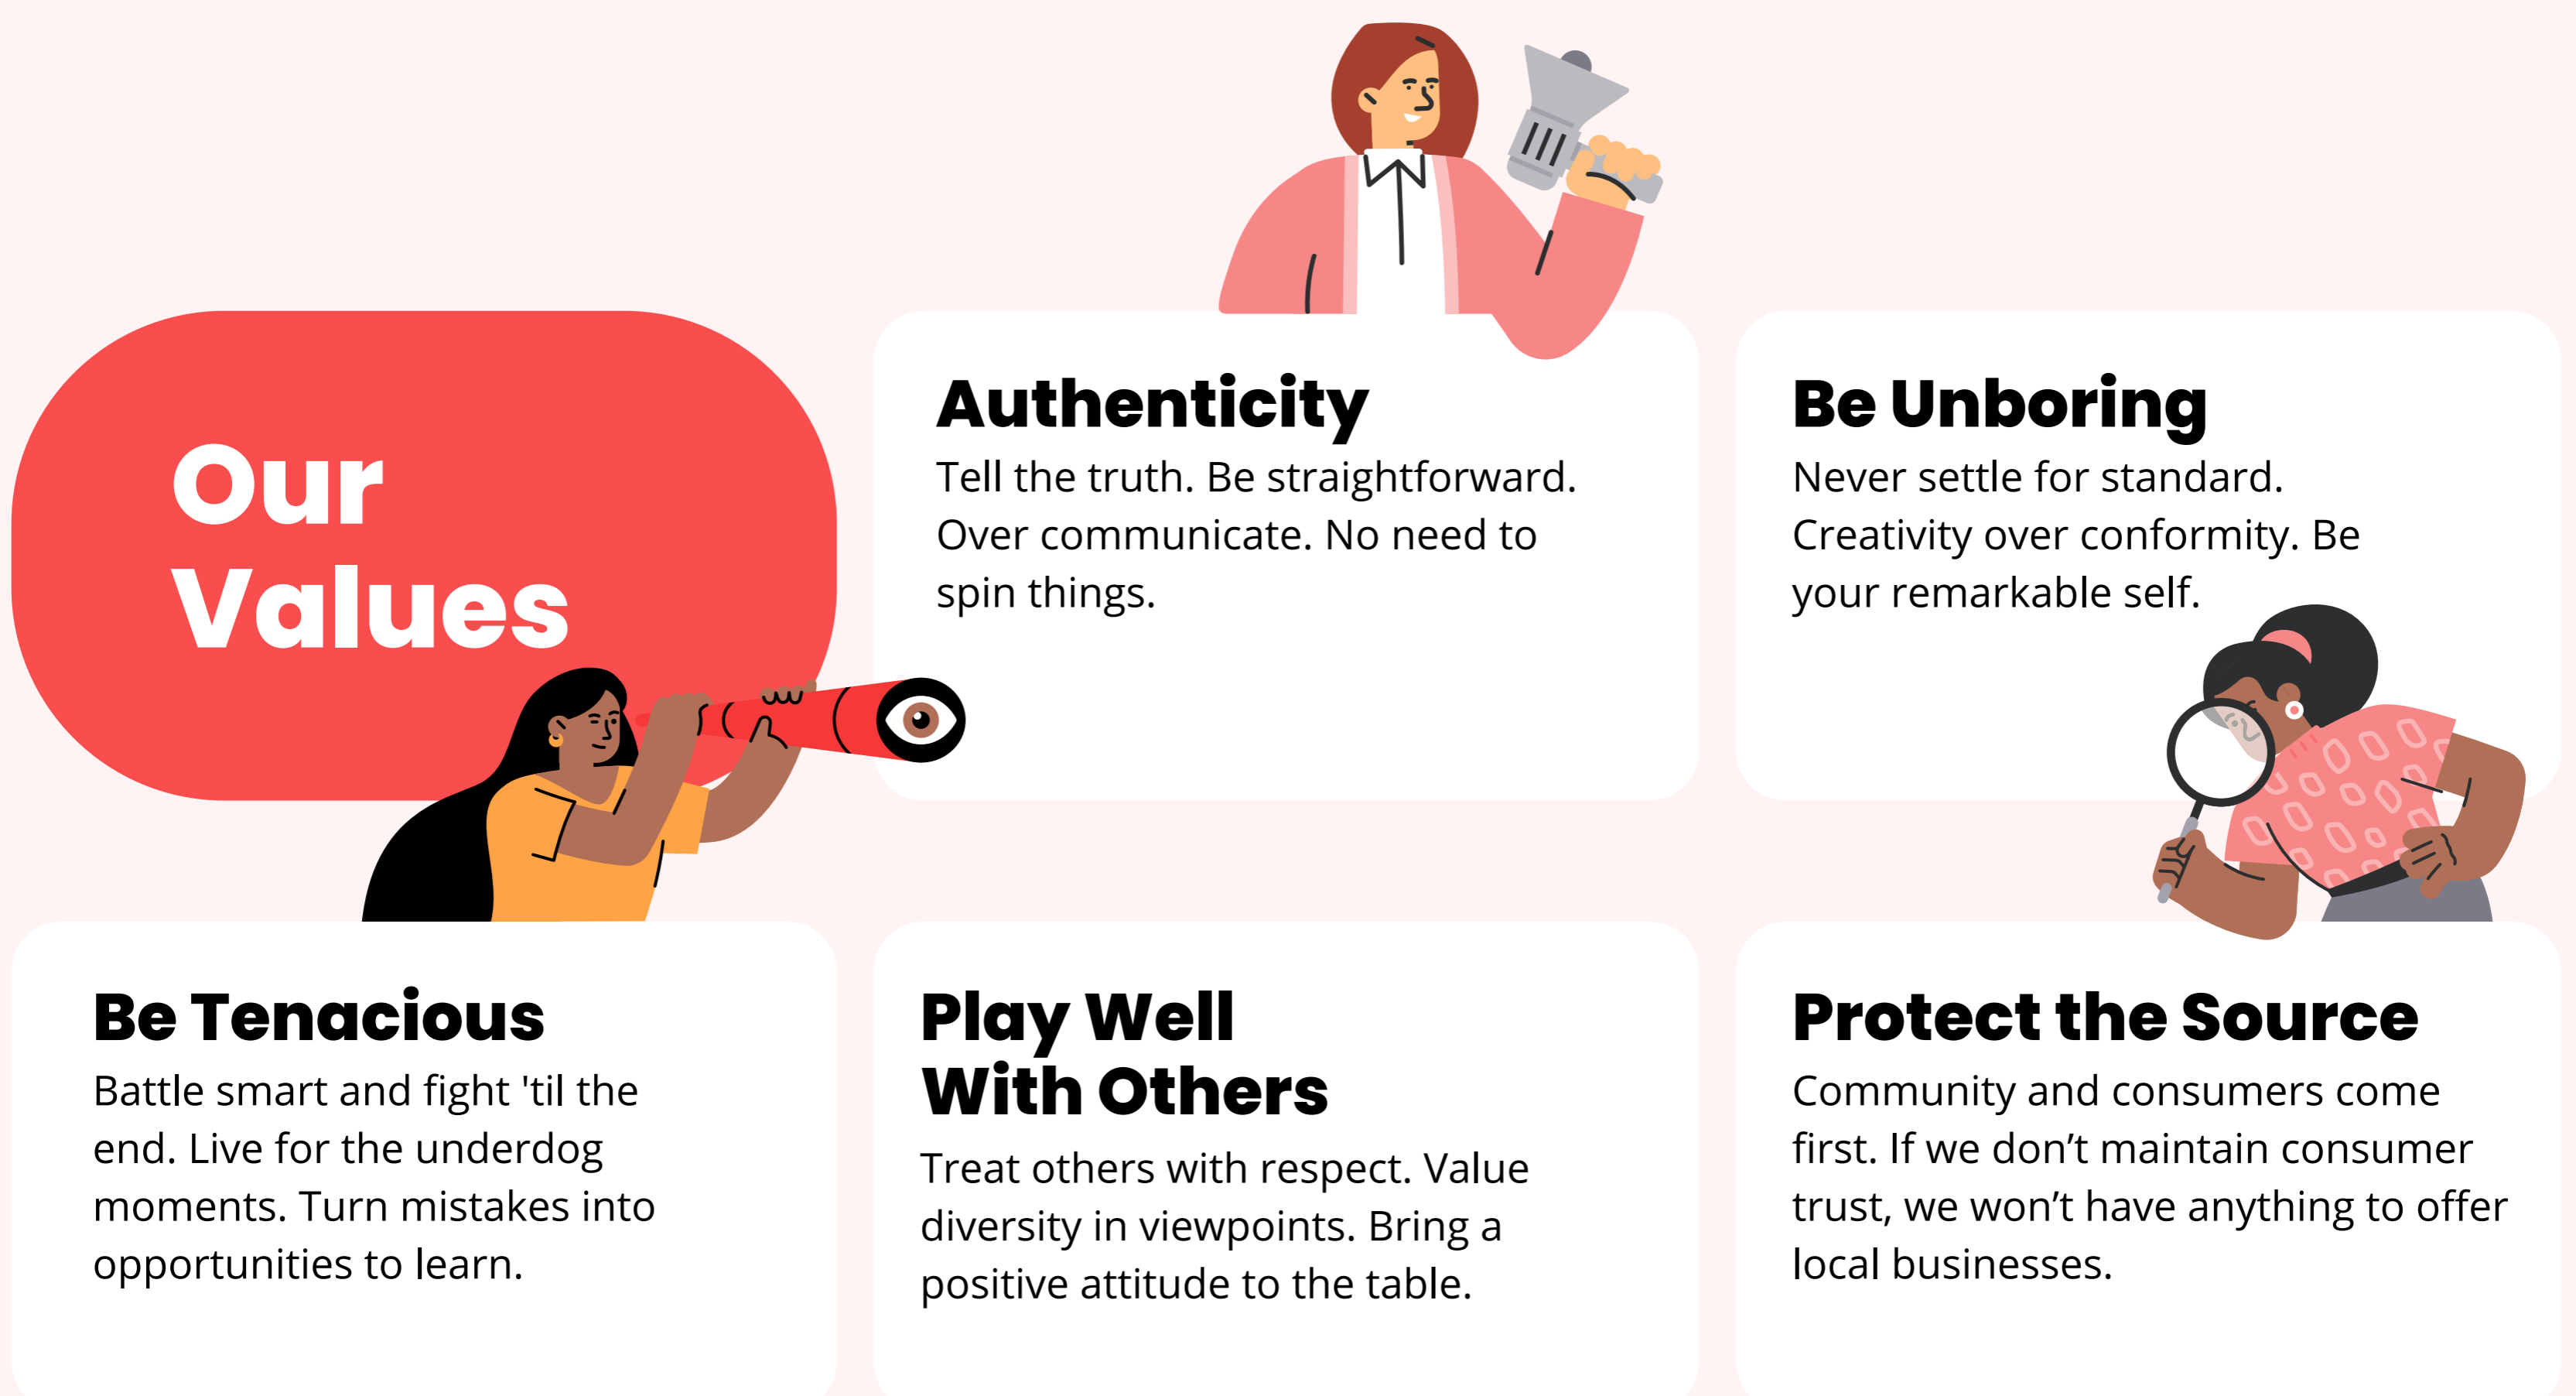 Our
Values
Authenticity
Tell the truth. Be straightforward.
Over communicate. No need to
spin things.
Be Unboring
Never settle for standard.
Creativity over conformity. Be
your remarkable self.
Be Tenacious
Battle smart and fight 'til the
end. Live for the underdog
moments. Turn mistakes into
opportunities to learn.
Play Well
With Others
Treat others with respect. Value
diversity in viewpoints. Bring a
positive attitude to the table.
Protect the Source
Community and consumers come
first. If we don’t maintain consumer
trust, we won’t have anything to offer
local businesses.